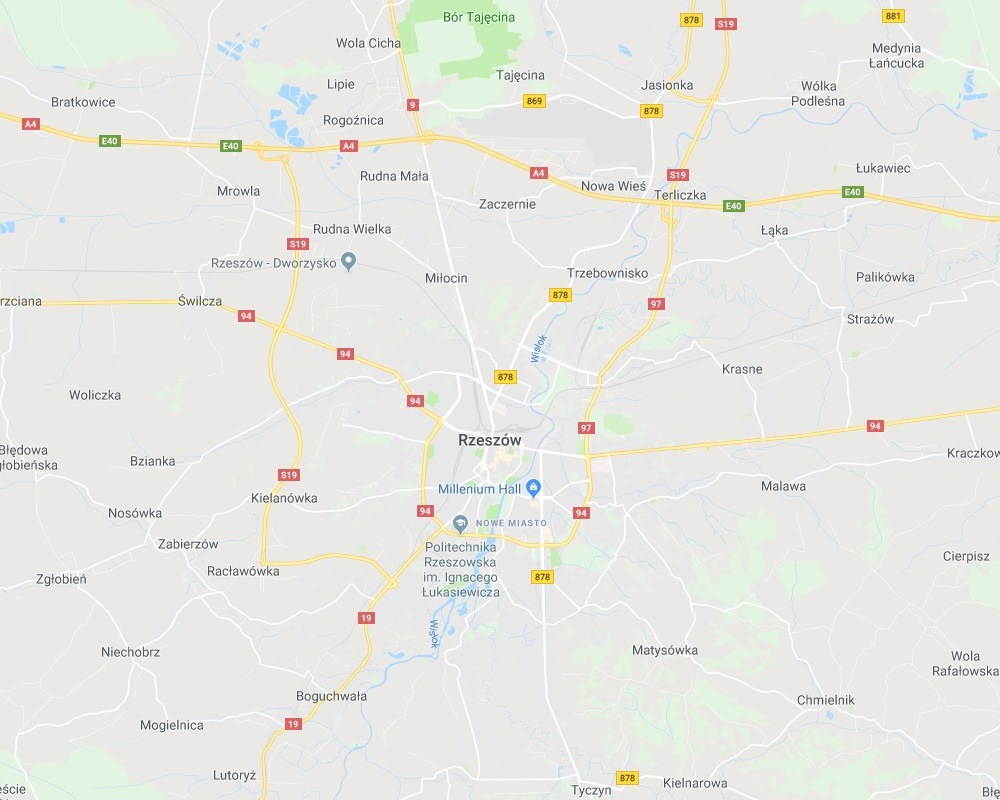 Bór Tajęcina
878
S19
881
Wola Cicha
Medynia
Łańcucka
Tajęcina
Lipie
Jasionka
Wólka
Podleśna
Bratkowice
9
869
878
Rogoźnica
A4
E40
E40
A4
Łukawiec
Rudna Mała
A4
S19
Mrowla
Nowa Wieś
Terliczka
E40
Zaczernie
E40
Rudna Wielka
Łąka
S19
Rzeszów - Dworzysko
Miłocin
Trzebownisko
Palikówka
rzciana
Świlcza
878
97
94
Strażów
Wisłok
94
Krasne
878
Woliczka
94
94
97
Rzeszów
Błędowa
głobieńska
Kraczkow
Bzianka
S19
Malawa
Millenium Hall
Kielanówka
Nosówka
94
94
NOWE MIASTO
Zabierzów
Politechnika
Rzeszowska
im. Ignacego
Łukasiewicza
Cierpisz
Racławówka
Zgłobień
878
19
Wisłok
Niechobrz
Matysówka
Wola
Rafałowska
Boguchwała
Chmielnik
Mogielnica
19
Lutoryż
878
Kielnarowa
Tyczyn
eście
Błę